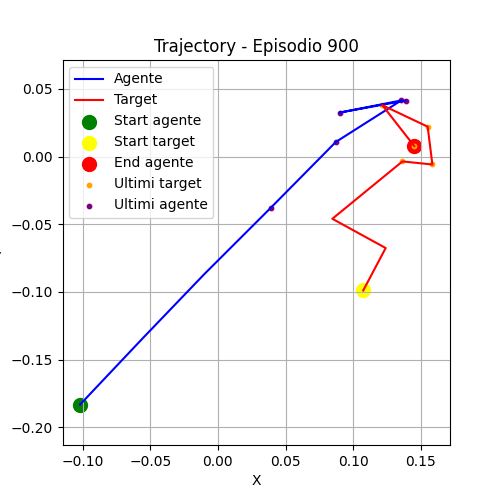 Trajectory - Episodio 900
Agente
Target
Start agente
Start target
End agente
Ultimi target
Ultimi agente
0.05
0.00
−0.05
−0.10
−0.15
−0.20
−0.10
−0.05
0.00
0.05
0.10
0.15
X